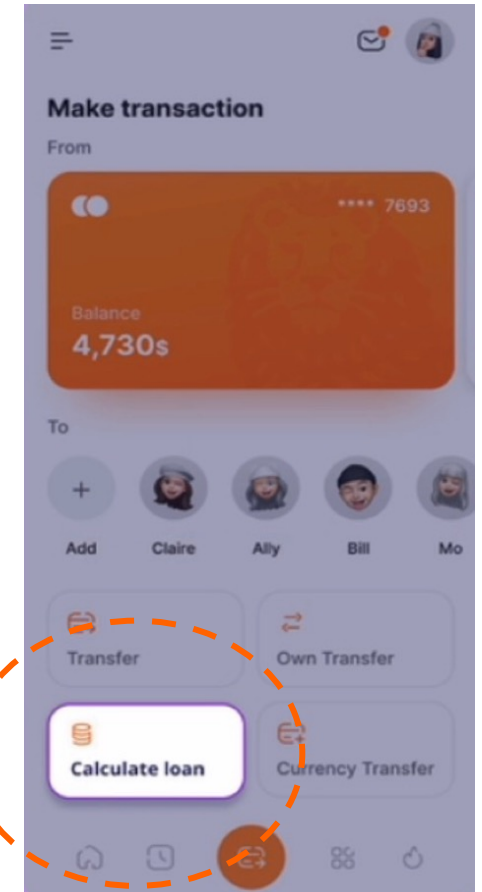 Make transaction
From
**** 7693
Balance
4,730s
To
Add Claire Ally Bill Mo
Transfer Own Transfer
Calculate loan Currency Transfer